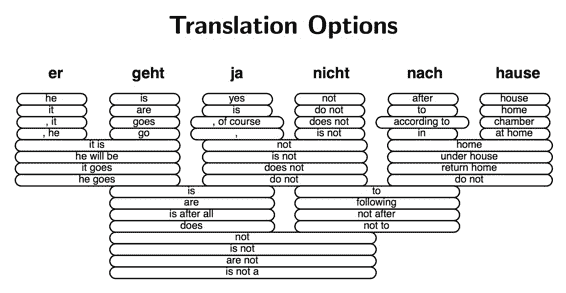 Translation Options
er geht ja nicht nach hause
he is yes not after house
it are is do not to home
, it goes , of course does not according to chamber
, he go , is not in at home
it is not home
he will be is not under house
it goes does not return home
he goes do not do not
is to
are following
is after all not after
does not to
not
is not
are not
is not a